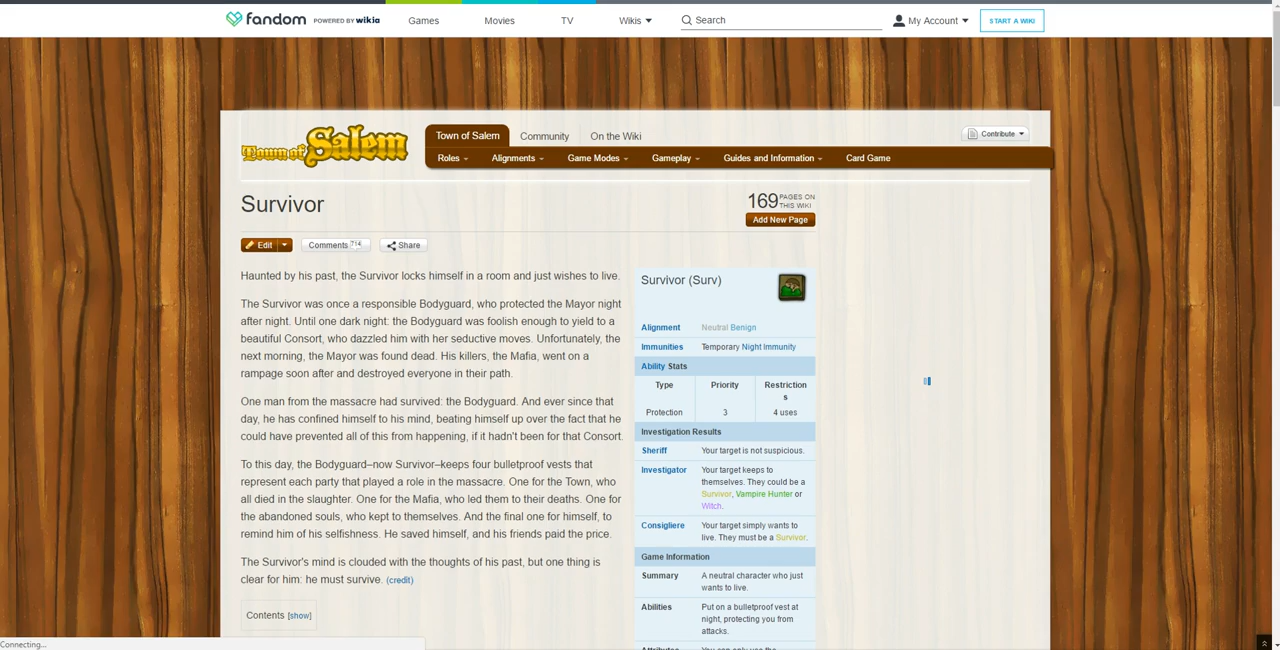 fandom POWERED BY wikia Games Movies TV Wikis Search My Account START A WIKI
Town of Salem
Town of Salem Community On the Wiki Contribute
Roles Alignments Game Modes Gameplay Guides and Information Card Game
Survivor
169 PAGES ON THIS WIKI
Add New Page
Edit Comments 714 Share
Haunted by his past, the Survivor locks himself in a room and just wishes to live.
The Survivor was once a responsible Bodyguard, who protected the Mayor night
after night. Until one dark night: the Bodyguard was foolish enough to yield to a
beautiful Consort, who dazzled him with her seductive moves. Unfortunately, the
next morning, the Mayor was found dead. His killers, the Mafia, went on a
rampage soon after and destroyed everyone in their path.
One man from the massacre had survived: the Bodyguard. And ever since that
day, he has confined himself to his mind, beating himself up over the fact that he
could have prevented all of this from happening, if it hadn't been for that Consort.
To this day, the Bodyguard–now Survivor–keeps four bulletproof vests that
represent each party that played a role in the massacre. One for the Town, who
all died in the slaughter. One for the Mafia, who led them to their deaths. One for
the abandoned souls, who kept to themselves. And the final one for himself, to
remind him of his selfishness. He saved himself, and his friends paid the price.
The Survivor's mind is clouded with the thoughts of his past, but one thing is
clear for him: he must survive. (credit)
Contents [show]
Survivor (Surv)
Alignment Neutral Benign
Immunities Temporary Night Immunity
Ability Stats
Type Priority Restriction
s
Protection 3 4 uses
Investigation Results
Sheriff Your target is not suspicious.
Investigator Your target keeps to
themselves. They could be a
Survivor, Vampire Hunter or
Witch.
Consigliere Your target simply wants to
live. They must be a Survivor.
Game Information
Summary A neutral character who just
wants to live.
Abilities Put on a bulletproof vest at
night, protecting you from
attacks.
Attributes You can only use the
Connecting...